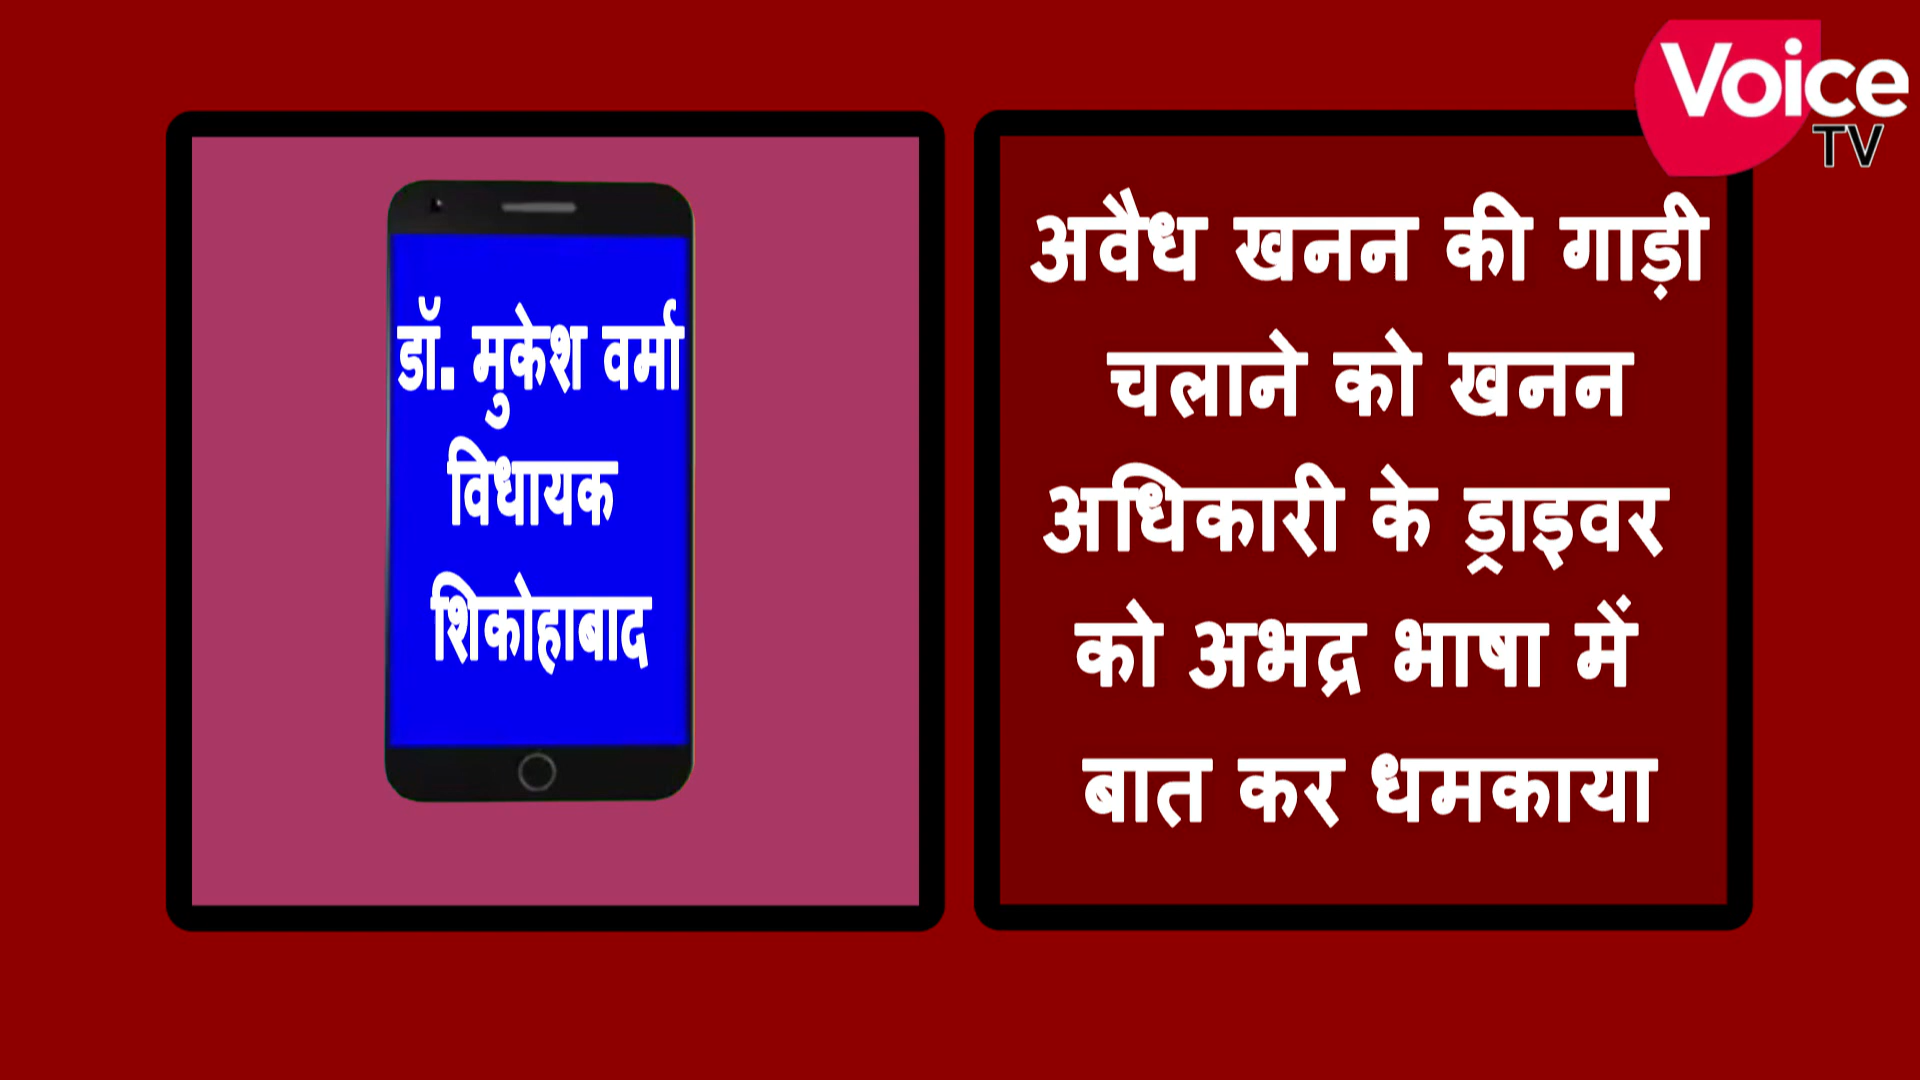 Voice
TV
डॉ. मुकेश वर्मा
विधायक
शिकोहाबाद
अवैध खनन की गाड़ी
चलाने को खनन
अधिकारी के ड्राइवर
को अभद्र भाषा में
बात कर धमकाया